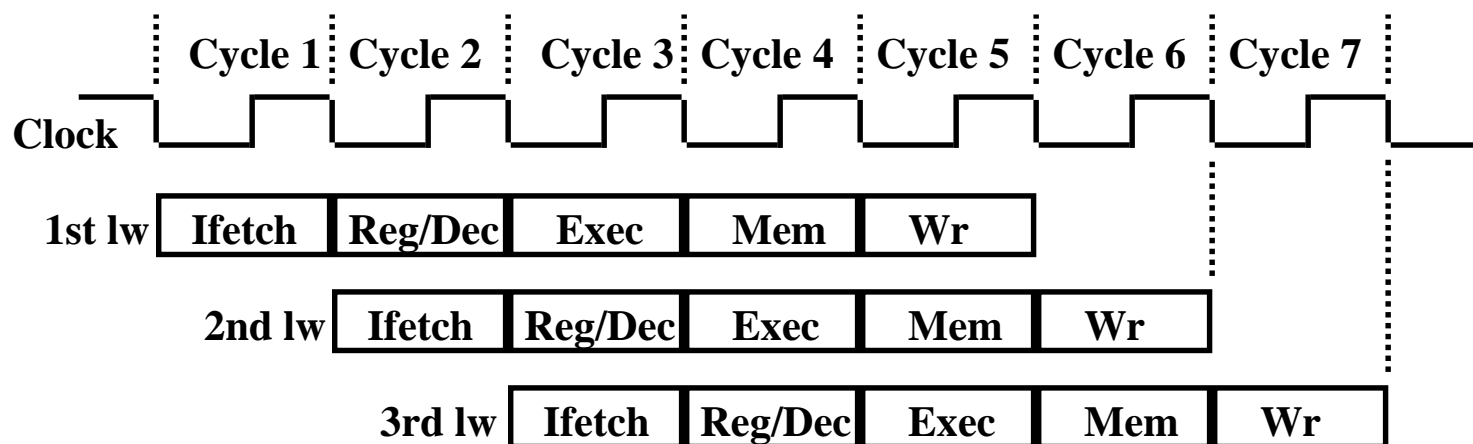 Cycle 1 Cycle 2 Cycle 3 Cycle 4 Cycle 5 Cycle 6 Cycle 7
Clock
1st lw Ifetch Reg/Dec Exec Mem Wr
2nd lw Ifetch Reg/Dec Exec Mem Wr
3rd lw Ifetch Reg/Dec Exec Mem Wr